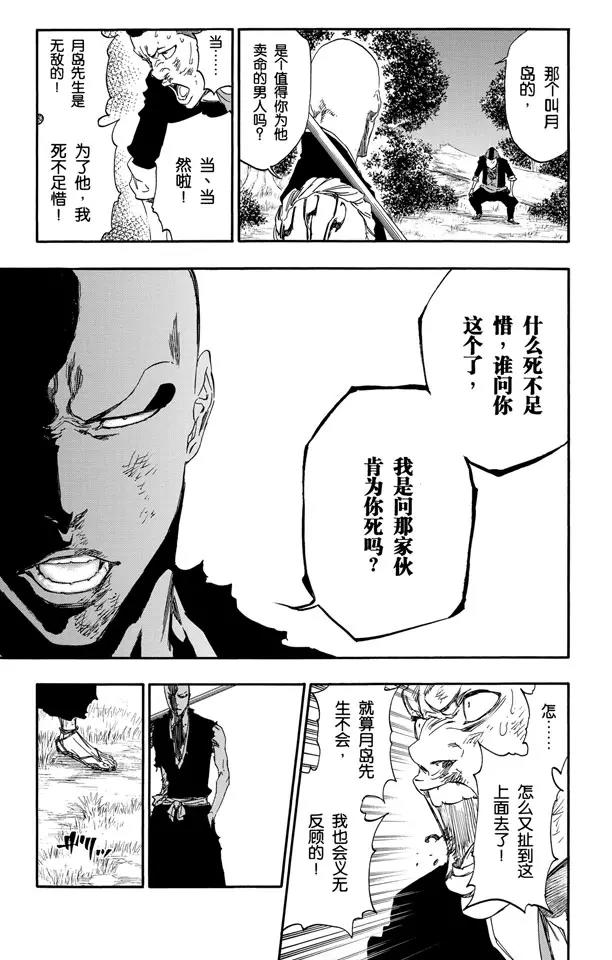 那个叫月
岛的，
是个值得你为他
卖命的男人吗？
当……
当、当
然啦！
月岛先生是
无敌的！
为了他，我
死不足惜！
什么死不足
惜，谁问你
这个了，
我是问那家伙
肯为你死吗？
怎……
怎么又扯到这
上面去了！
就算月岛先
生不会，
我也会义无
反顾的！